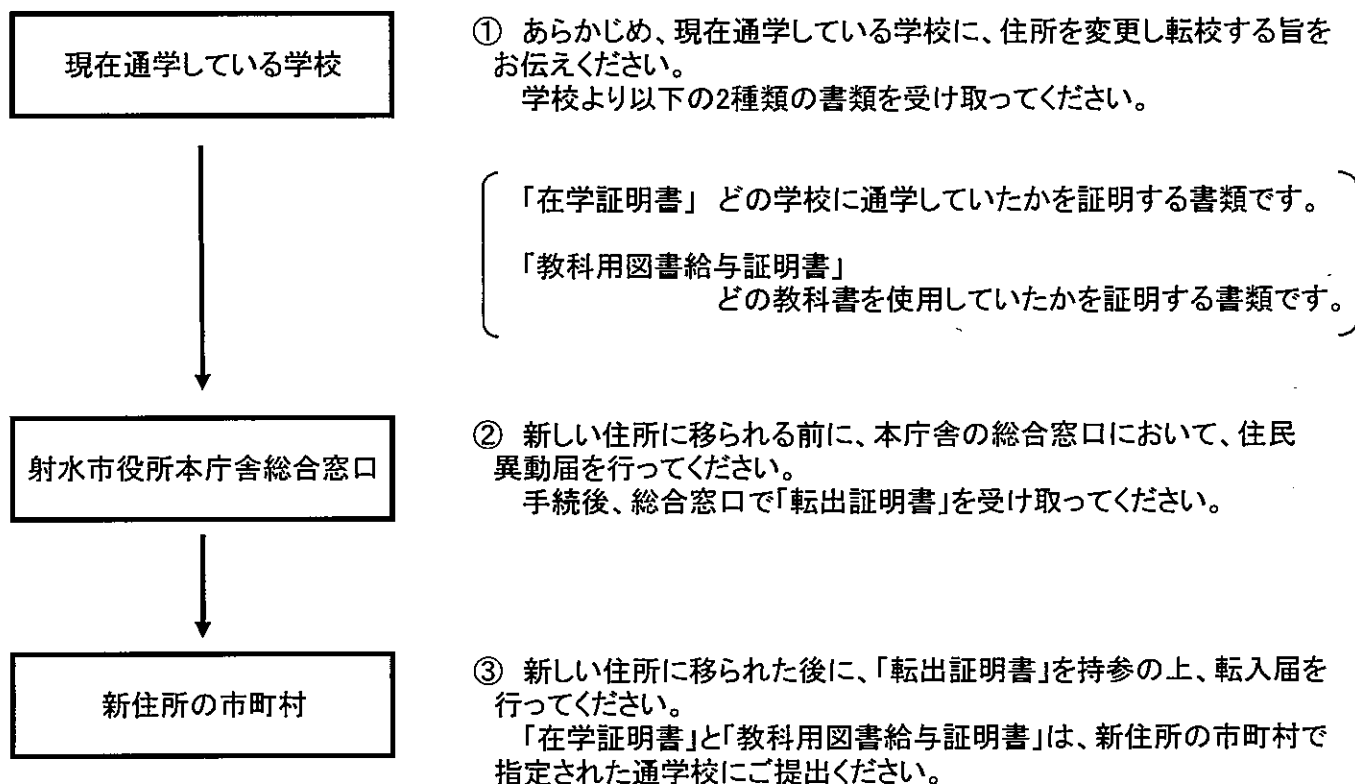 現在通学している学校
① あらかじめ、現在通学している学校に、住所を変更し転校する旨を
お伝えください。
学校より以下の2種類の書類を受け取ってください。
「在学証明書」 どの学校に通学していたかを証明する書類です。
「教科用図書給与証明書」
どの教科書を使用していたかを証明する書類です。
射水市役所本庁舎総合窓口
② 新しい住所に移られる前に、本庁舎の総合窓口において、住民
異動届を行ってください。
手続後、総合窓口で「転出証明書」を受け取ってください。
新住所の市町村
③ 新しい住所に移られた後に、「転出証明書」を持参の上、転入届を
行ってください。
「在学証明書」と「教科用図書給与証明書」は、新住所の市町村で
指定された通学校にご提出ください。